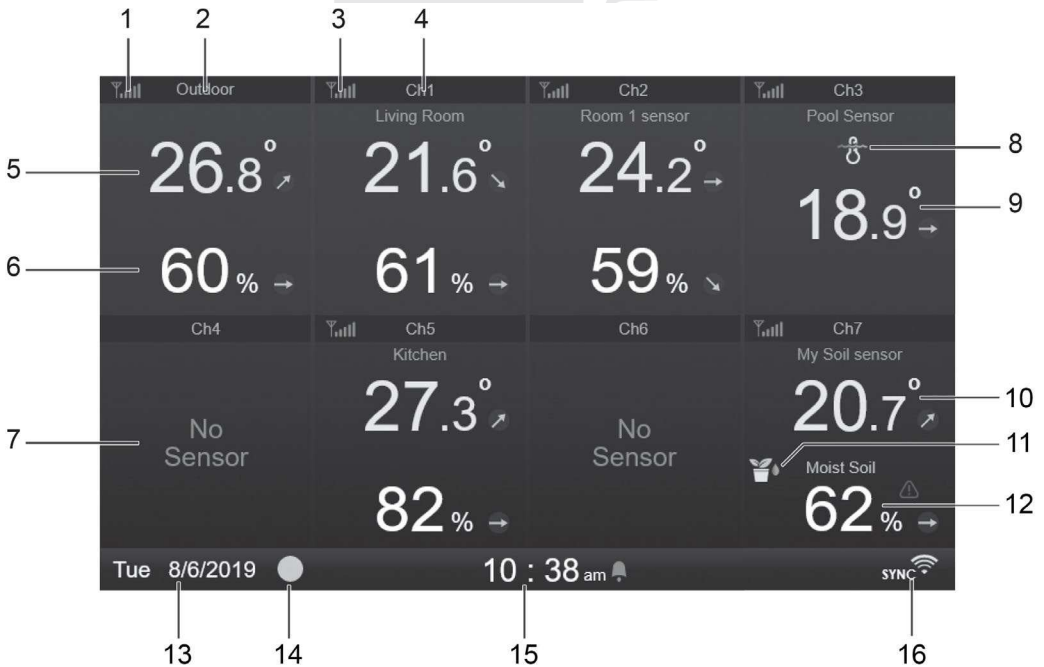 1 2 3 4
Outdoor Ch1 Ch2 Ch3
Living Room Room 1 sensor Pool Sensor
8
5 26.8° 21.6° 24.2°
18.9° 9
6 60% 61% 59%
Ch4 Ch5 Ch6 Ch7
Kitchen My Soil sensor
27.3° 20.7° 10
7 No Sensor No Sensor
11
Moist Soil
82% 62% 12
Tue 8/6/2019 10 : 38 am SYNC
13 14 15 16